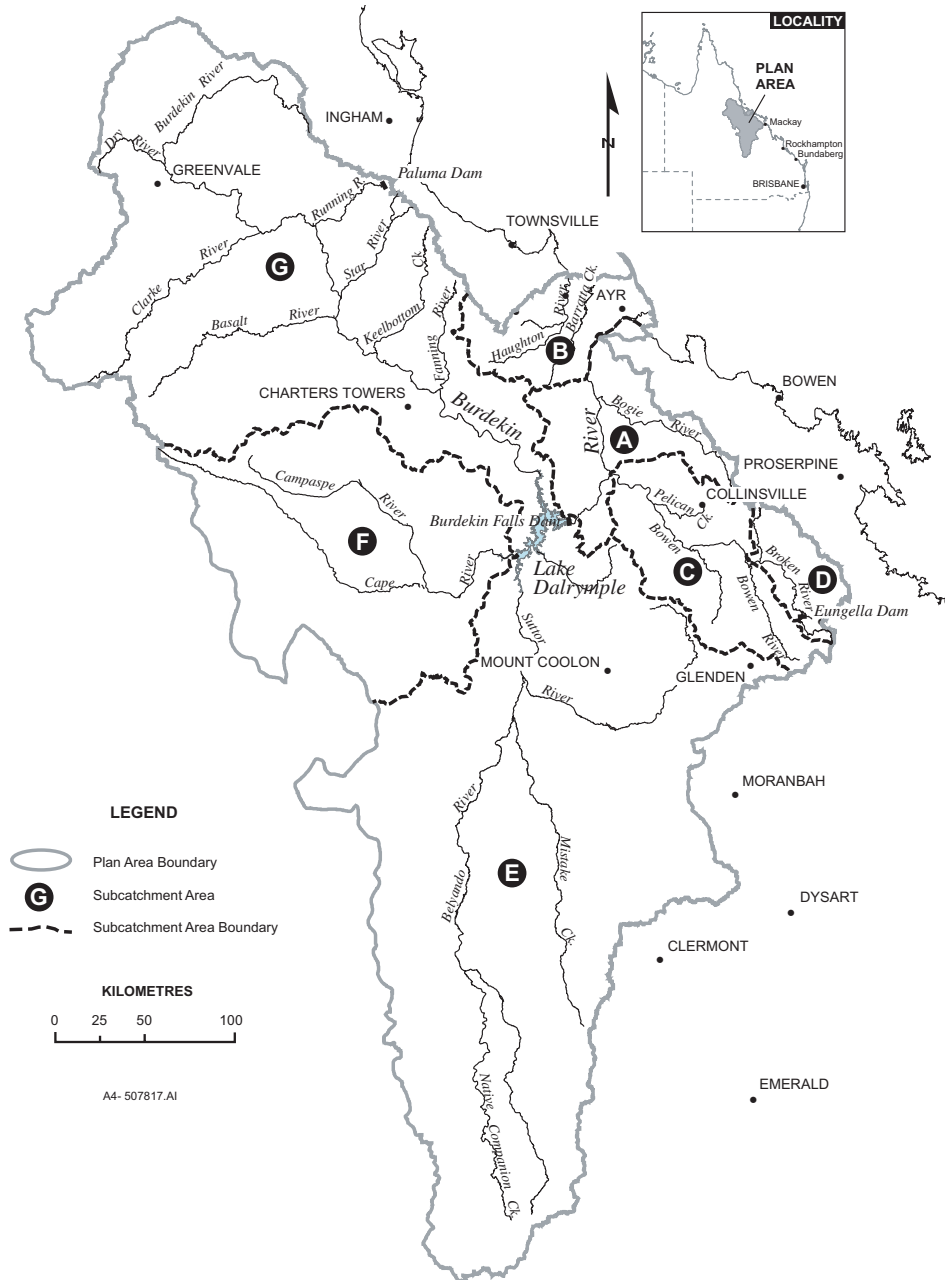 LOCALITY
PLAN
AREA
Mackay
Rockhampton
Bundaberg
BRISBANE
N
Burdekin River
Dry River
INGHAM
GREENVALE
Paluma Dam
Running R.
TOWNSVILLE
Star River
Ck.
Clarke River
G
Basalt River
Keelbottom
Fanning River
Haughton River
Barratta Ck.
AYR
B
BOWEN
CHARTERS TOWERS
Burdekin
River
Bogie River
A
PROSERPINE
Campaspe River
Pelican Ck.
COLLINSVILLE
Burdekin Falls Dam
F
Bowen
Broken River
C
D
Cape River
Lake
Dalrymple
Bowen River
Eungella Dam
Suttor
MOUNT COOLON
GLENDEN
River
MORANBAH
Belyando River
Mistake Ck.
E
DYSART
CLERMONT
LEGEND
Plan Area Boundary
G
Subcatchment Area
Subcatchment Area Boundary
KILOMETRES
0 25 50 100
A4- 507817.AI
Native Companion Ck.
EMERALD